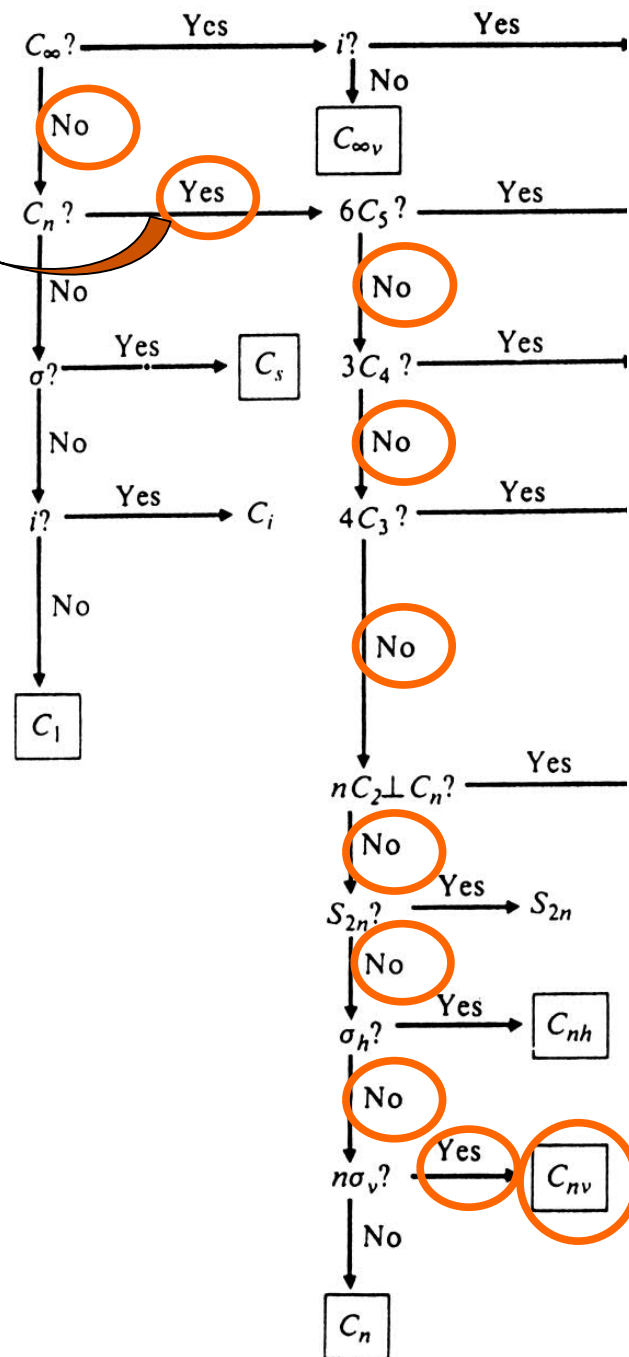 C∞? Yes i? Yes
No No
C∞v
Cn? Yes 6C5? Yes
No No
σ? Yes Cs 3C4? Yes
No No
i? Yes Ci 4C3? Yes
No No
C1
nC2⊥Cn? Yes
No
S2n? Yes S2n
No
σh? Yes Cnh
No
nσv? Yes Cnv
No
Cn